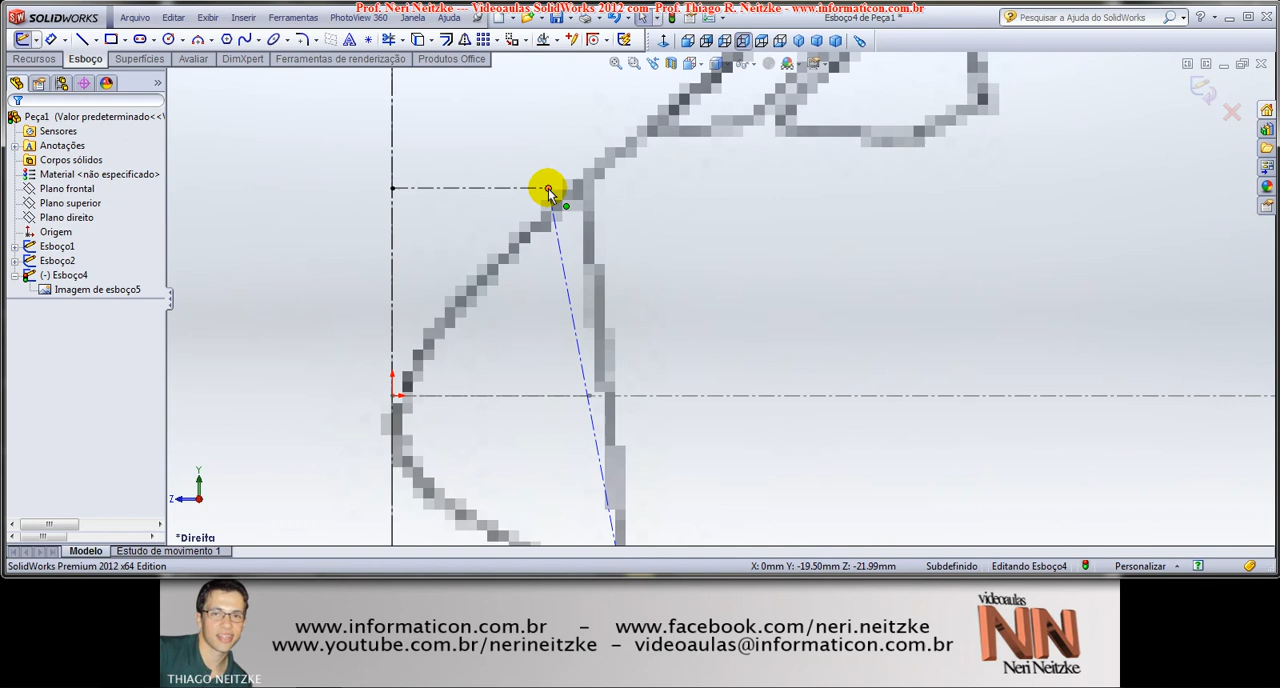 Prof. Neri Neitzke --- Videoaulas SolidWorks 2012 com Prof. Thiago R. Neitzke - www.informaticon.com.br
SOLIDWORKS
Arquivo Editar Exibir Inserir Ferramentas PhotoView 360 Janela Ajuda
Esboço4 de Peça1 *
Pesquisar a Ajuda do SolidWorks
Recursos Esboço Superfícies Avaliar DimXpert Ferramentas de renderização Produtos Office
Peça1 (Valor predeterminado<<
Sensores
Anotações
Corpos sólidos
Material <não especificado>
Plano frontal
Plano superior
Plano direito
Origem
Esboço1
Esboço2
(-) Esboço4
Imagem de esboço5
Y
Z
*Direita
Modelo Estudo de movimento 1
SolidWorks Premium 2012 x64 Edition
X: 0mm Y: -19.50mm Z: -21.99mm Subdefinido Editando Esboço4 Personalizar
www.informaticon.com.br - www.facebook.com/neri.neitzke
www.youtube.com.br/nerineitzke - videoaulas@informaticon.com.br
THIAGO NEITZKE
videoaulas
NN
Neri Neitzke